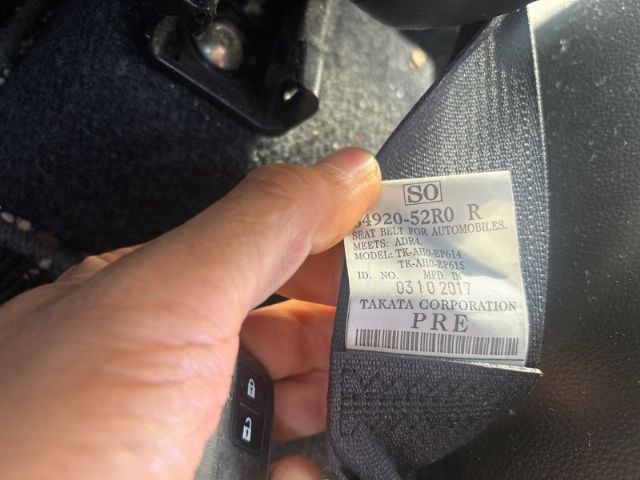 SO
84920-52R0 R
SEAT BELT FOR AUTOMOBILES.
MEETS: ADR4.
MODEL: TK-AH0-EP614
TK-AH0-EP615
ID. NO. MFD. IN
03 10 2017
TAKATA CORPORATION
PRE